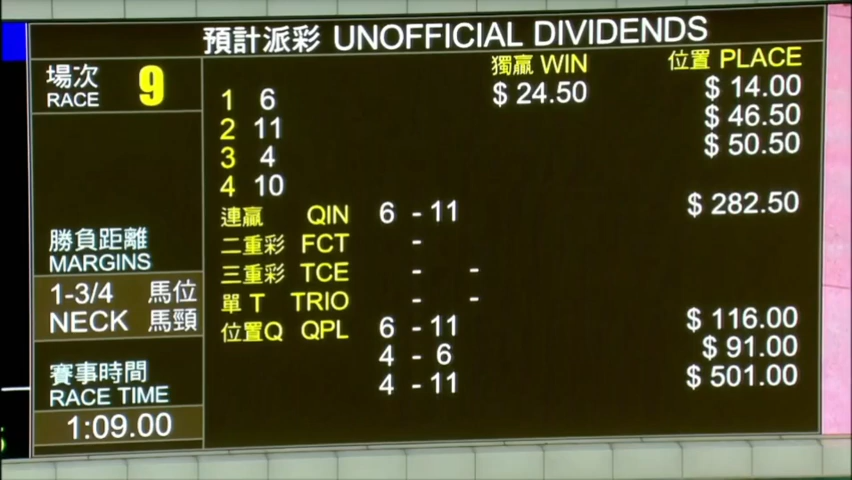 預計派彩 UNOFFICIAL DIVIDENDS
場次
RACE 9
獨贏 WIN 位置 PLACE
1 6 $ 24.50 $ 14.00
2 11 $ 46.50
3 4 $ 50.50
4 10
連贏 QIN 6 - 11 $ 282.50
二重彩 FCT -
三重彩 TCE - -
單T TRIO - -
位置Q QPL 6 - 11 $ 116.00
4 - 6 $ 91.00
4 - 11 $ 501.00
勝負距離
MARGINS
1-3/4 馬位
NECK 馬頸
賽事時間
RACE TIME
1:09.00